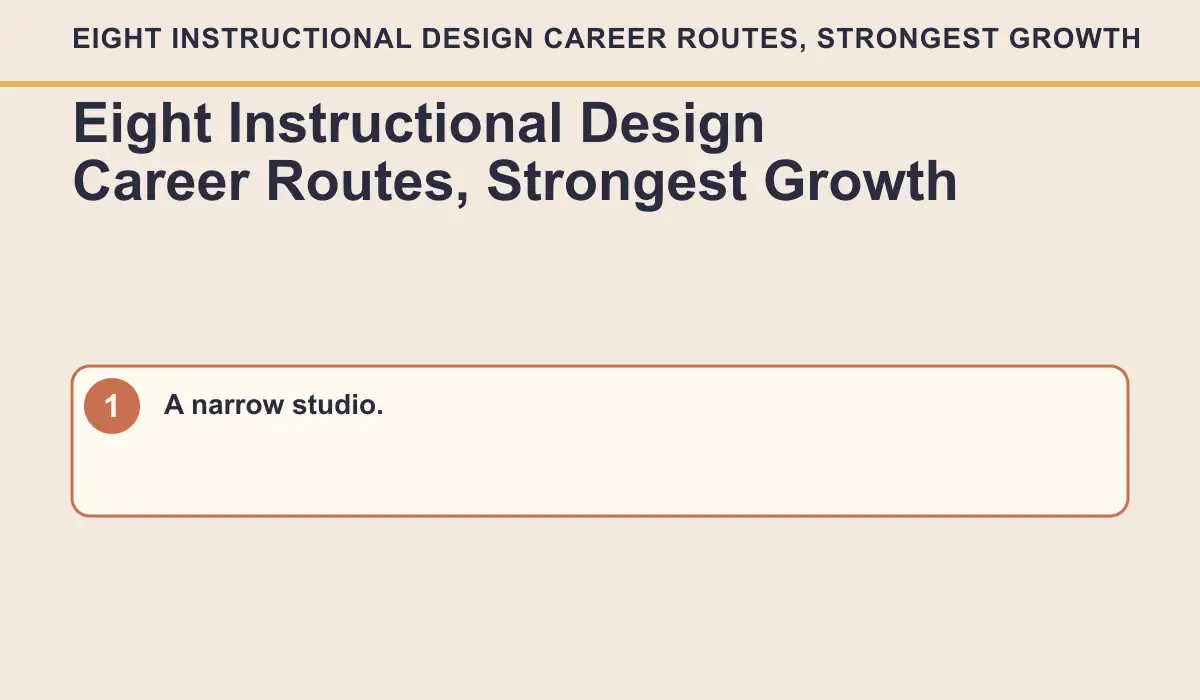 EIGHT INSTRUCTIONAL DESIGN CAREER ROUTES, STRONGEST GROWTH
Eight Instructional Design
Career Routes, Strongest Growth
1
A narrow studio.